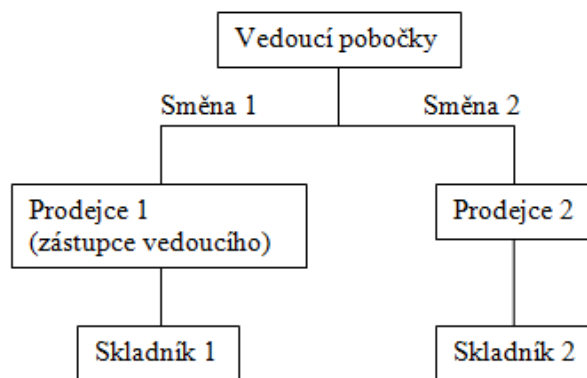 Vedoucí pobočky
Směna 1
Směna 2
Prodejce 1
(zástupce vedoucího)
Prodejce 2
Skladník 1
Skladník 2